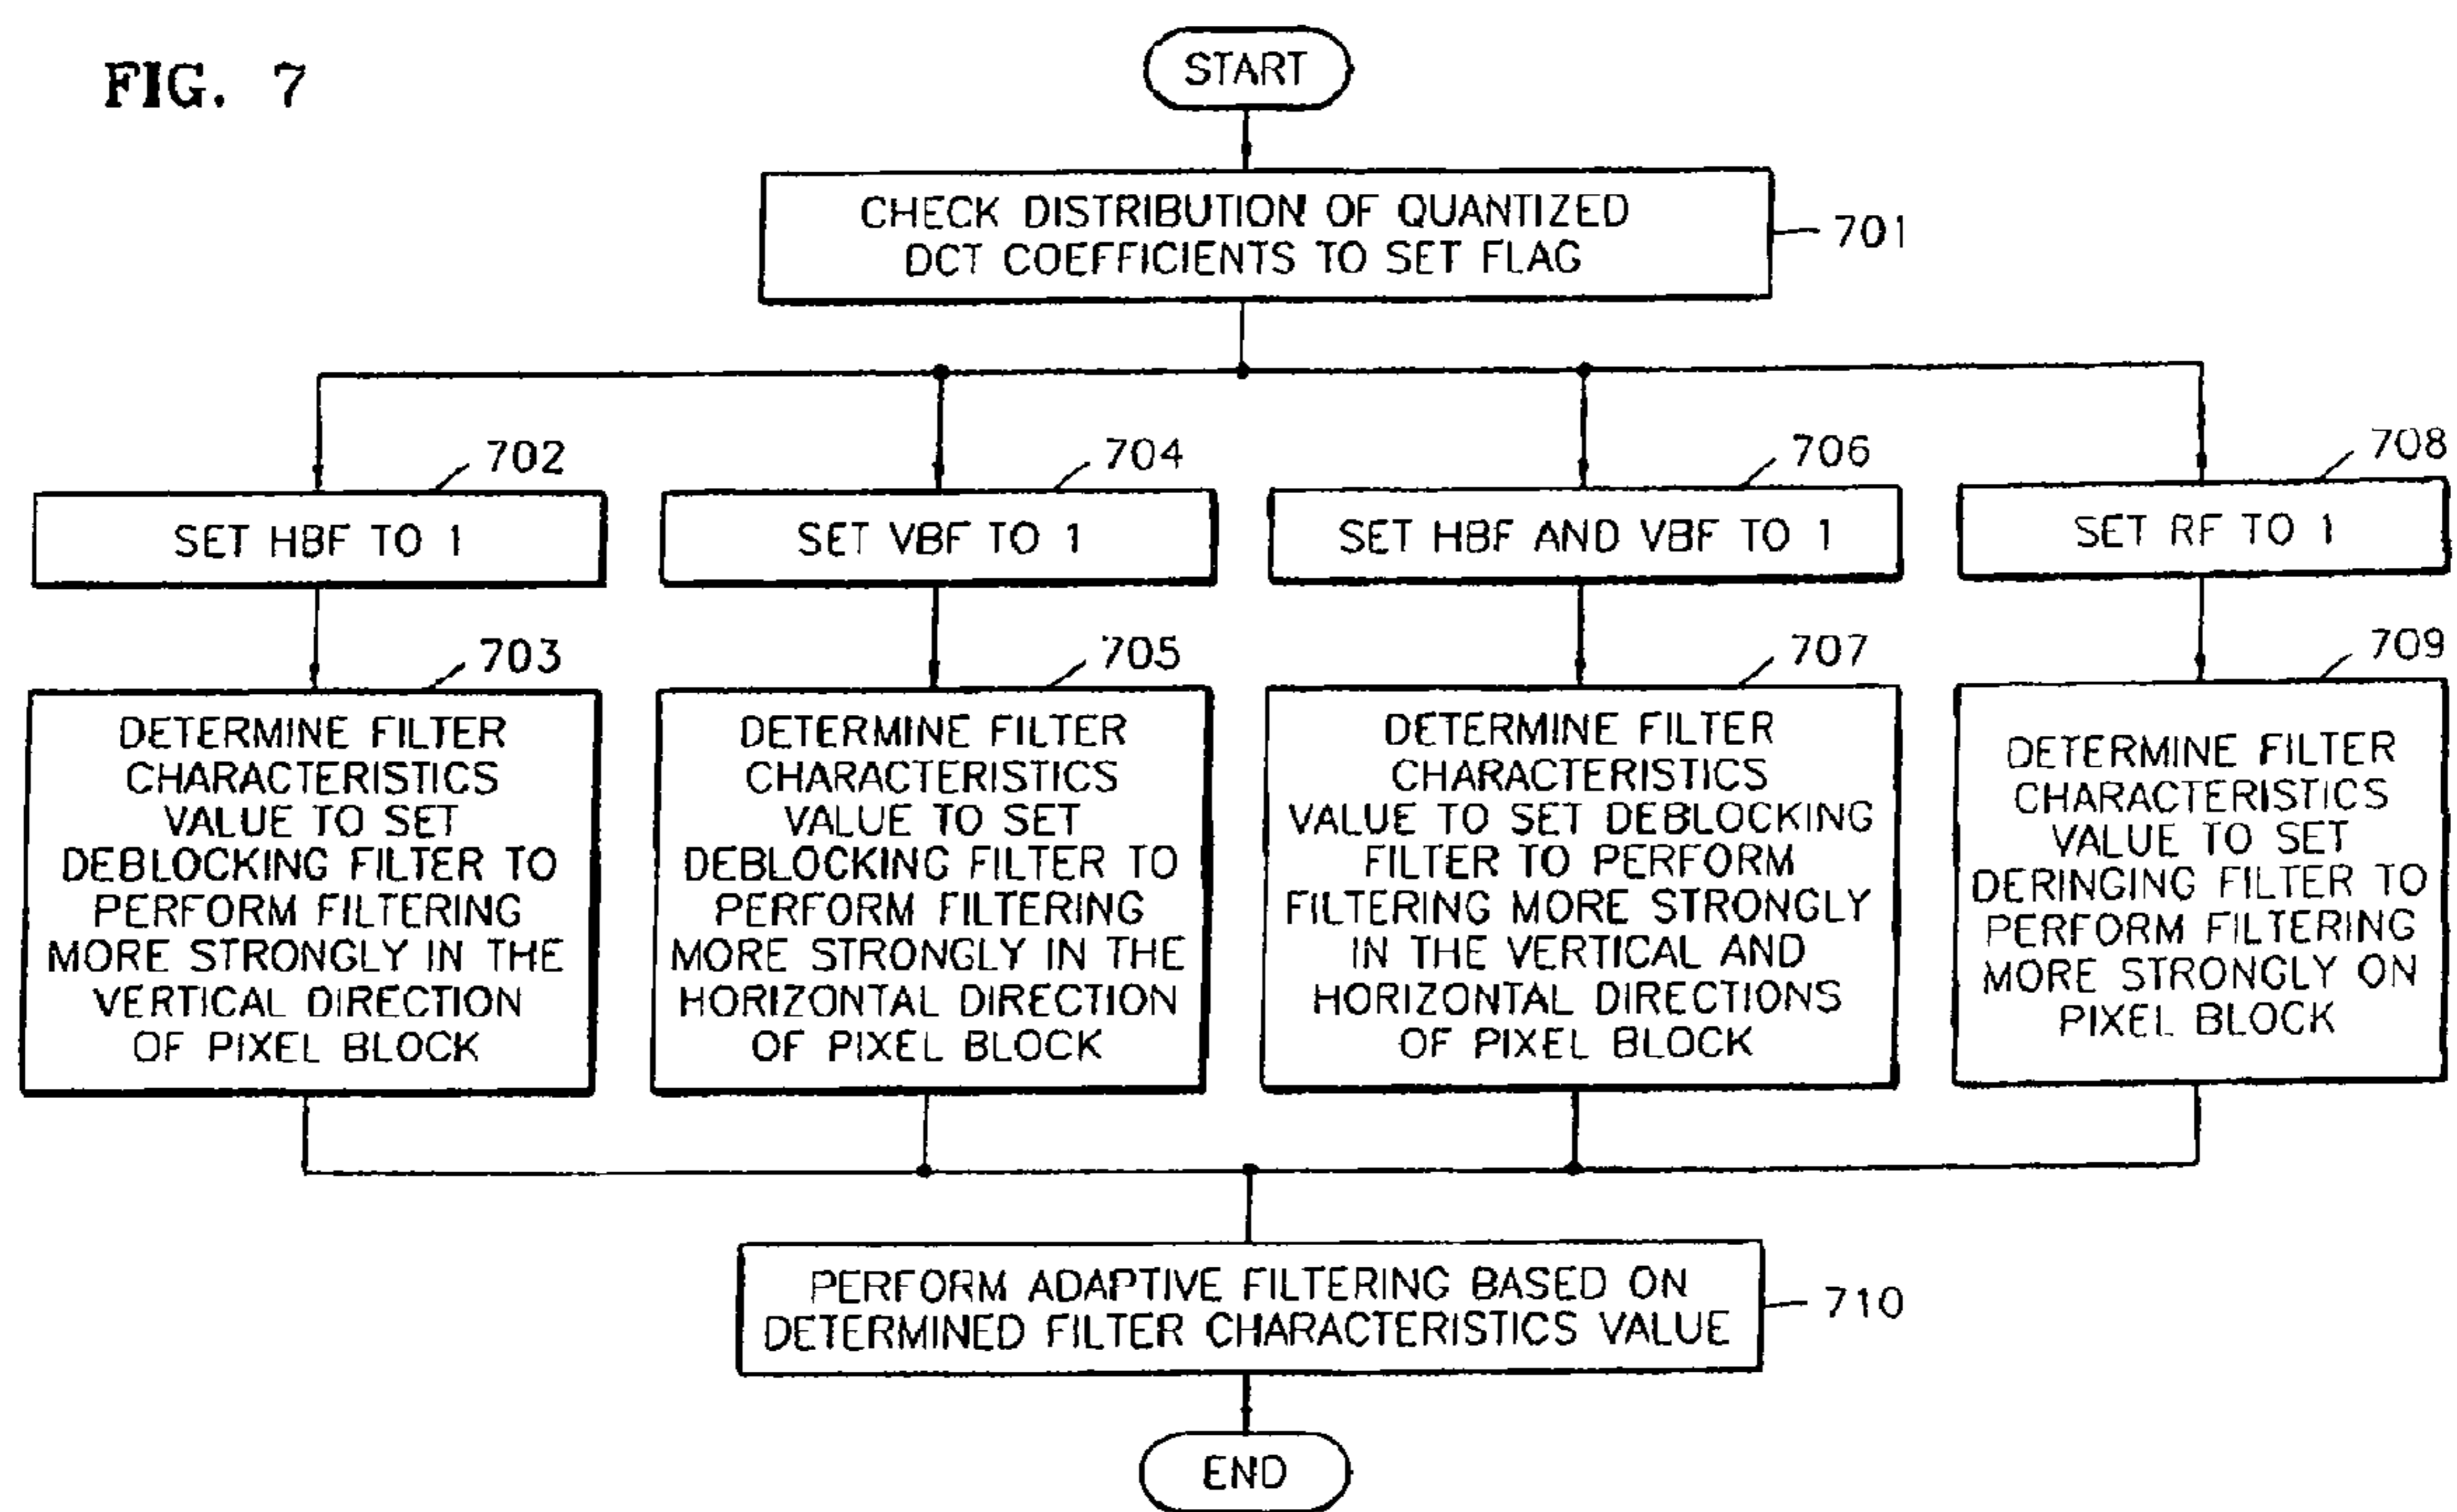 FIG. 7
START
CHECK DISTRIBUTION OF QUANTIZED
DCT COEFFICIENTS TO SET FLAG
701
702
SET HBF TO 1
704
SET VBF TO 1
706
SET HBF AND VBF TO 1
708
SET RF TO 1
703
DETERMINE FILTER
CHARACTERISTICS
VALUE TO SET
DEBLOCKING FILTER TO
PERFORM FILTERING
MORE STRONGLY IN THE
VERTICAL DIRECTION
OF PIXEL BLOCK
705
DETERMINE FILTER
CHARACTERISTICS
VALUE TO SET
DEBLOCKING FILTER TO
PERFORM FILTERING
MORE STRONGLY IN THE
HORIZONTAL DIRECTION
OF PIXEL BLOCK
707
DETERMINE FILTER
CHARACTERISTICS
VALUE TO SET DEBLOCKING
FILTER TO PERFORM
FILTERING MORE STRONGLY
IN THE VERTICAL AND
HORIZONTAL DIRECTIONS
OF PIXEL BLOCK
709
DETERMINE FILTER
CHARACTERISTICS
VALUE TO SET
DERINGING FILTER TO
PERFORM FILTERING
MORE STRONGLY ON
PIXEL BLOCK
PERFORM ADAPTIVE FILTERING BASED ON
DETERMINED FILTER CHARACTERISTICS VALUE
710
END